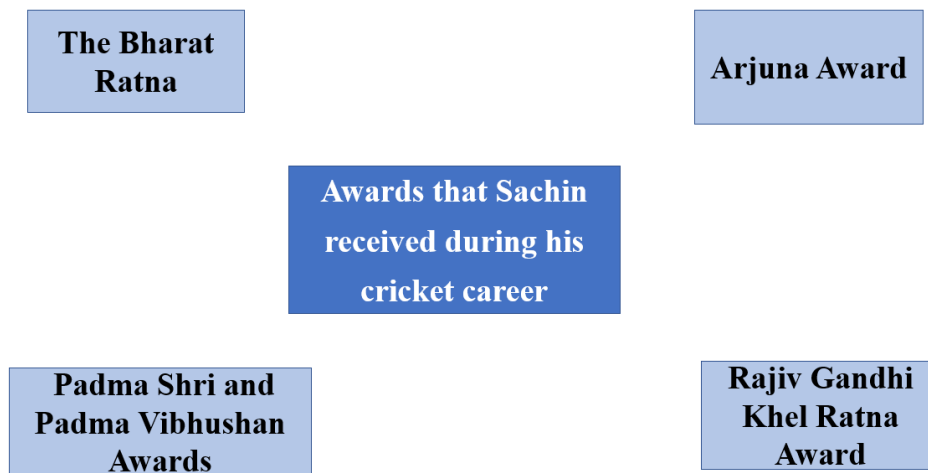 The Bharat
Ratna
Arjuna Award
Awards that Sachin
received during his
cricket career
Padma Shri and
Padma Vibhushan
Awards
Rajiv Gandhi
Khel Ratna
Award